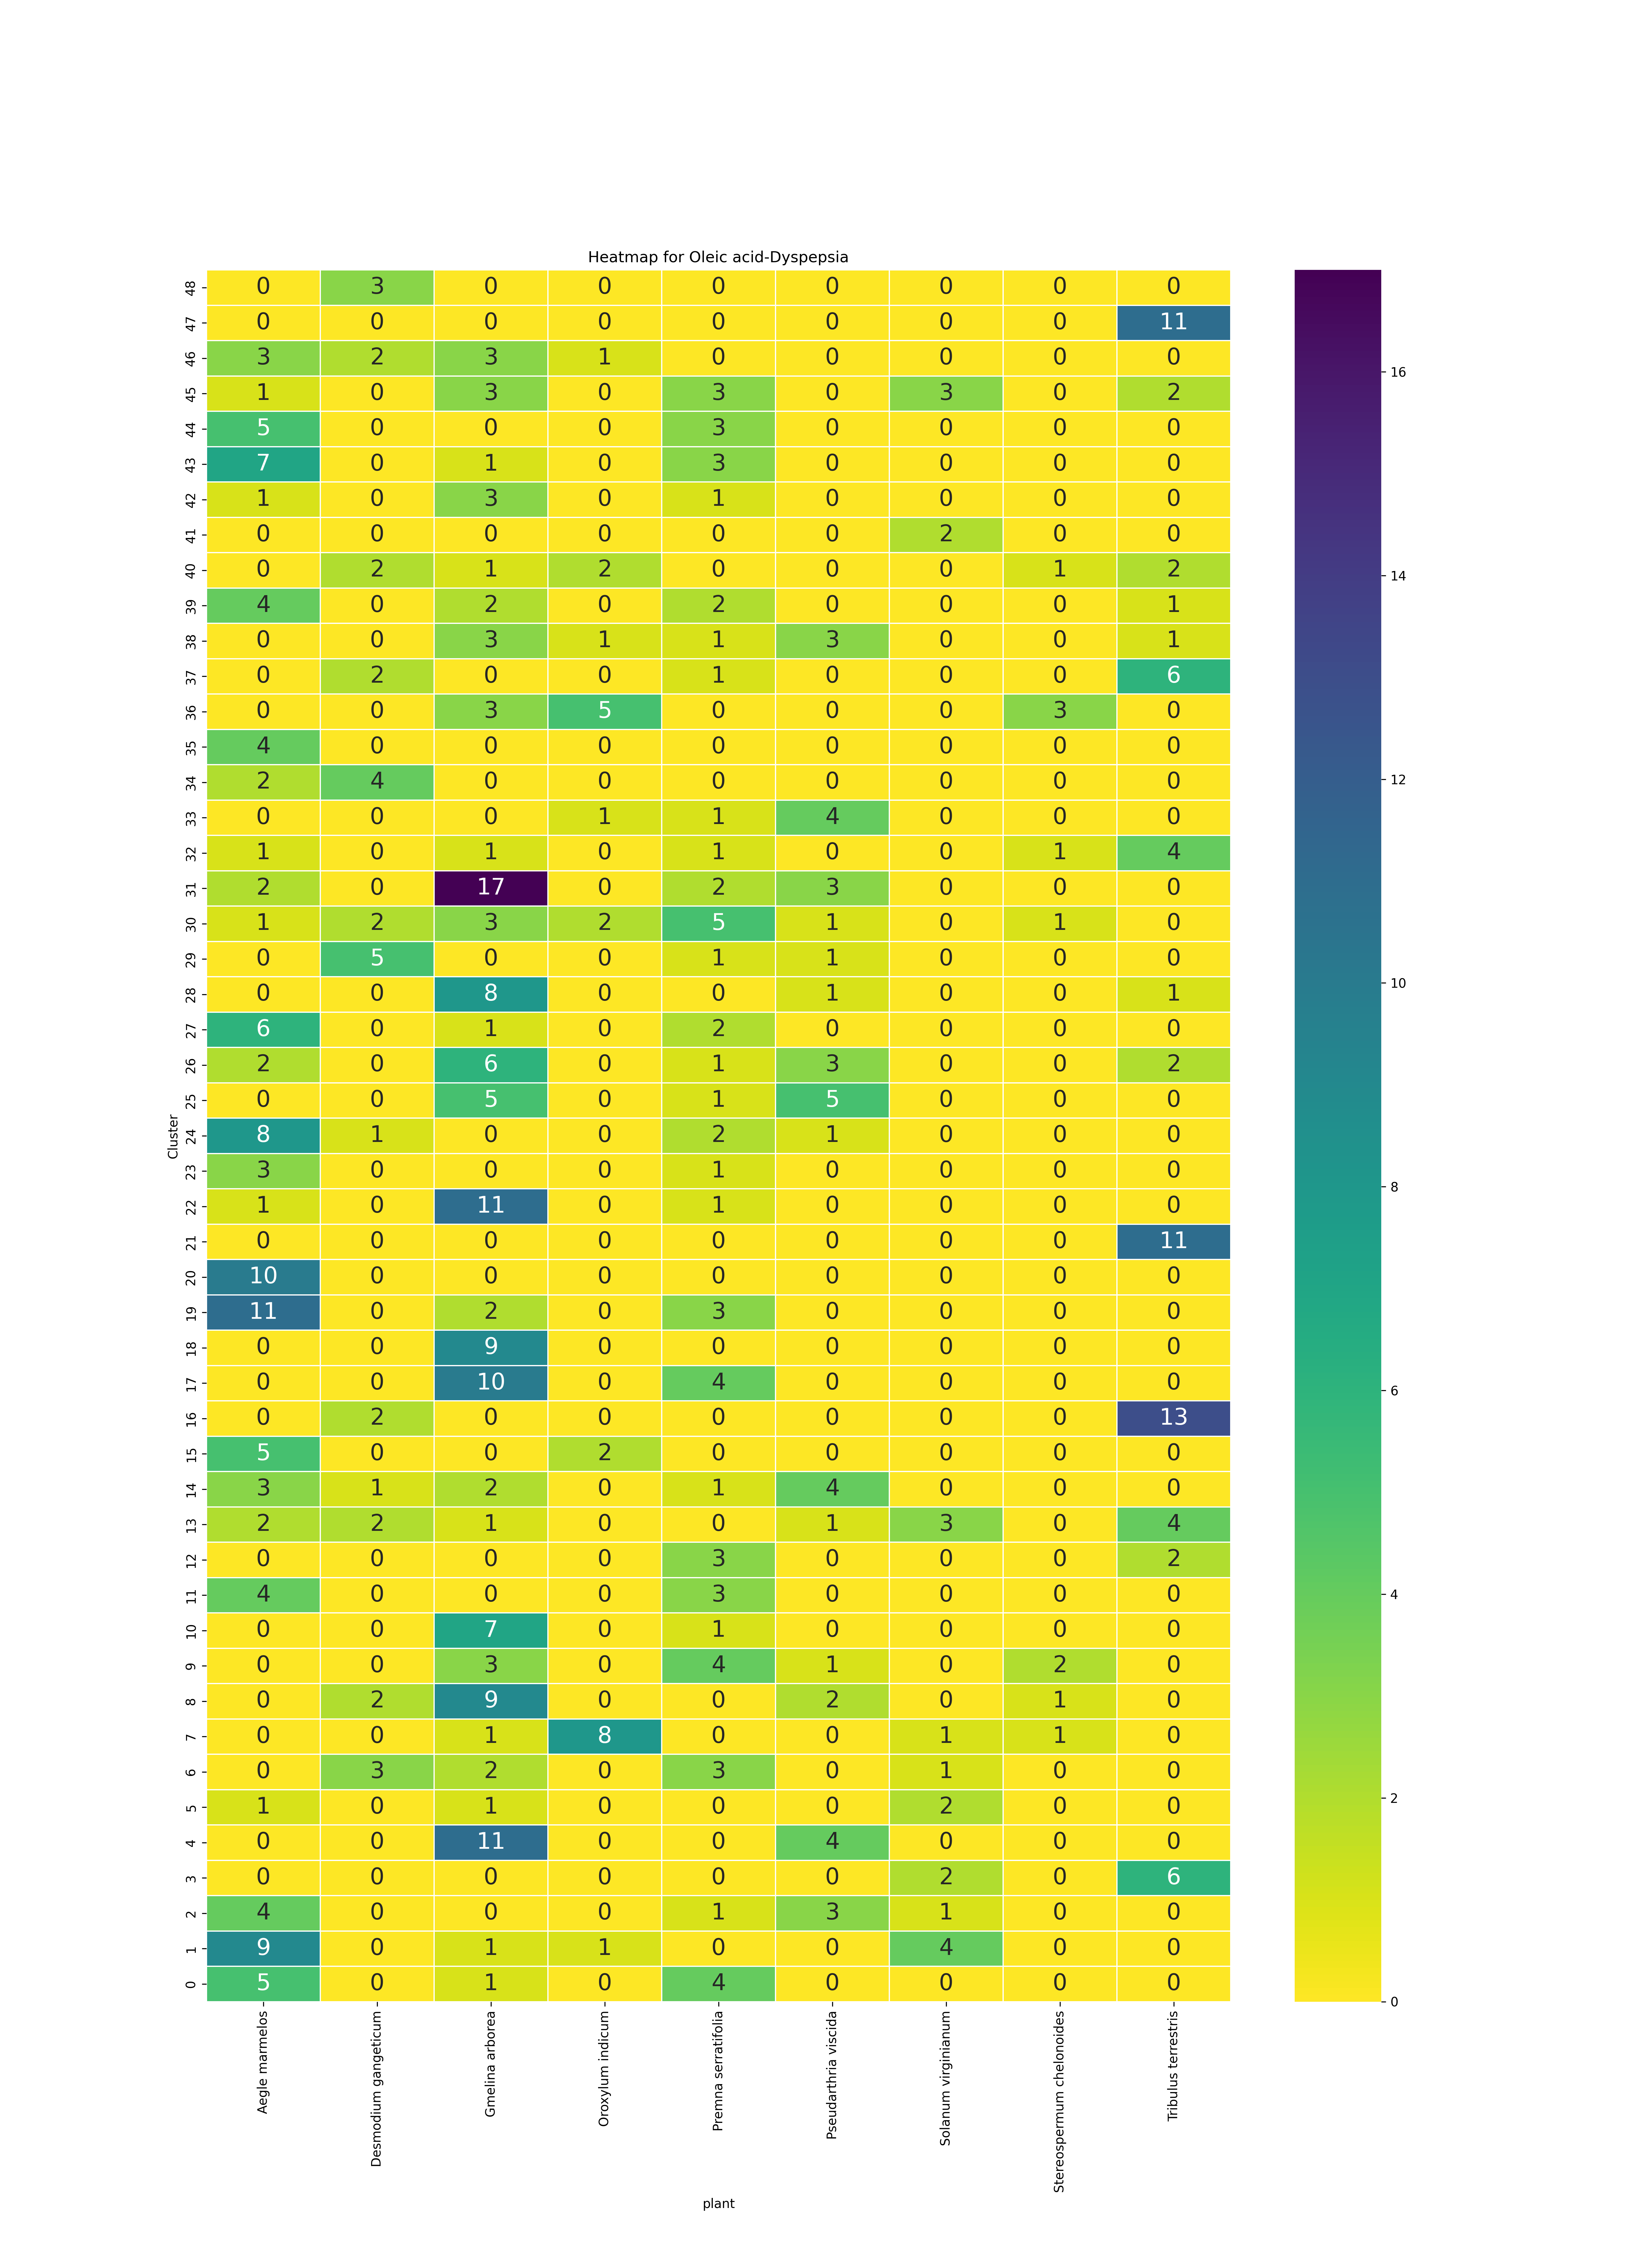 Heatmap for Oleic acid-Dyspepsia
48 0 3 0 0 0 0 0 0 0
47 0 0 0 0 0 0 0 0 11
46 3 2 3 1 0 0 0 0 0
45 1 0 3 0 3 0 3 0 2
44 5 0 0 0 3 0 0 0 0
43 7 0 1 0 3 0 0 0 0
42 1 0 3 0 1 0 0 0 0
41 0 0 0 0 0 0 2 0 0
40 0 2 1 2 0 0 0 1 2
39 4 0 2 0 2 0 0 0 1
38 0 0 3 1 1 3 0 0 1
37 0 2 0 0 1 0 0 0 6
36 0 0 3 5 0 0 0 3 0
35 4 0 0 0 0 0 0 0 0
34 2 4 0 0 0 0 0 0 0
33 0 0 0 1 1 4 0 0 0
32 1 0 1 0 1 0 0 1 4
31 2 0 17 0 2 3 0 0 0
30 1 2 3 2 5 1 0 1 0
29 0 5 0 0 1 1 0 0 0
28 0 0 8 0 0 1 0 0 1
27 6 0 1 0 2 0 0 0 0
26 2 0 6 0 1 3 0 0 2
25 0 0 5 0 1 5 0 0 0
24 8 1 0 0 2 1 0 0 0
23 3 0 0 0 1 0 0 0 0
22 1 0 11 0 1 0 0 0 0
21 0 0 0 0 0 0 0 0 11
20 10 0 0 0 0 0 0 0 0
19 11 0 2 0 3 0 0 0 0
18 0 0 9 0 0 0 0 0 0
17 0 0 10 0 4 0 0 0 0
16 0 2 0 0 0 0 0 0 13
15 5 0 0 2 0 0 0 0 0
14 3 1 2 0 1 4 0 0 0
13 2 2 1 0 0 1 3 0 4
12 0 0 0 0 3 0 0 0 2
11 4 0 0 0 3 0 0 0 0
10 0 0 7 0 1 0 0 0 0
9 0 0 3 0 4 1 0 2 0
8 0 2 9 0 0 2 0 1 0
7 0 0 1 8 0 0 1 1 0
6 0 3 2 0 3 0 1 0 0
5 1 0 1 0 0 0 2 0 0
4 0 0 11 0 0 4 0 0 0
3 0 0 0 0 0 0 2 0 6
2 4 0 0 0 1 3 1 0 0
1 9 0 1 1 0 0 4 0 0
0 5 0 1 0 4 0 0 0 0
Cluster
Aegle marmelos
Desmodium gangeticum
Gmelina arborea
Oroxylum indicum
Premna serratifolia
Pseudarthria viscida
Solanum virginianum
Stereospermum chelonoides
Tribulus terrestris
plant
16
14
12
10
8
6
4
2
0